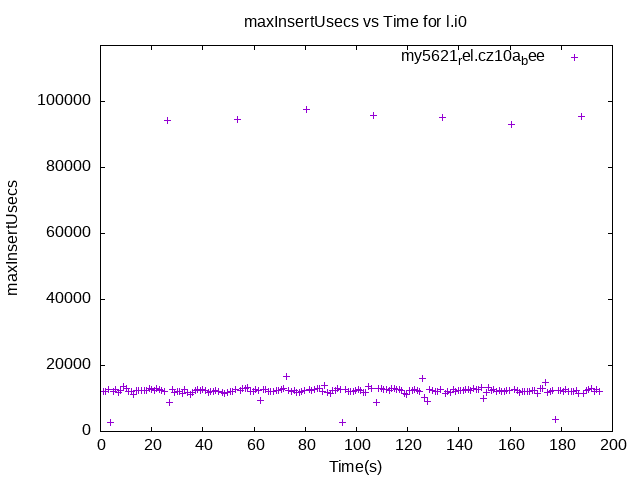 maxInsertUsecs vs Time for l.i0
my5621rel.cz10abee
maxInsertUsecs
100000
80000
60000
40000
20000
0
0 20 40 60 80 100 120 140 160 180 200
Time(s)